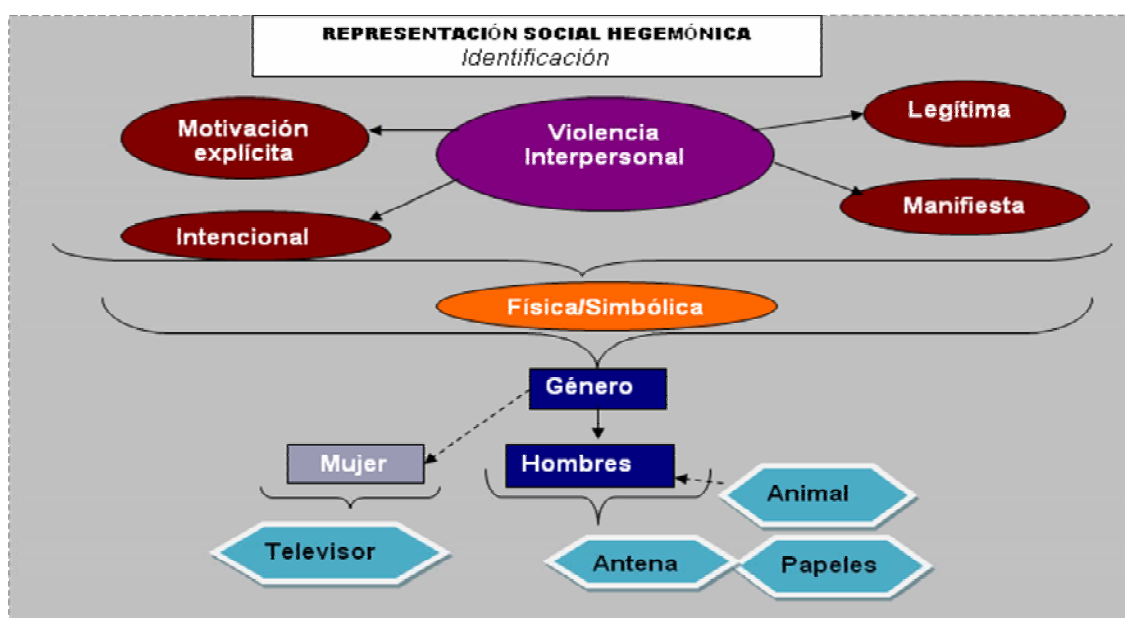 REPRESENTACIÓN SOCIAL HEGEMÓNICA
Identificación
Motivación
explícita
Violencia
Interpersonal
Legítima
Manifiesta
Intencional
Física/Simbólica
Género
Mujer
Hombres
Animal
Televisor
Antena
Papeles